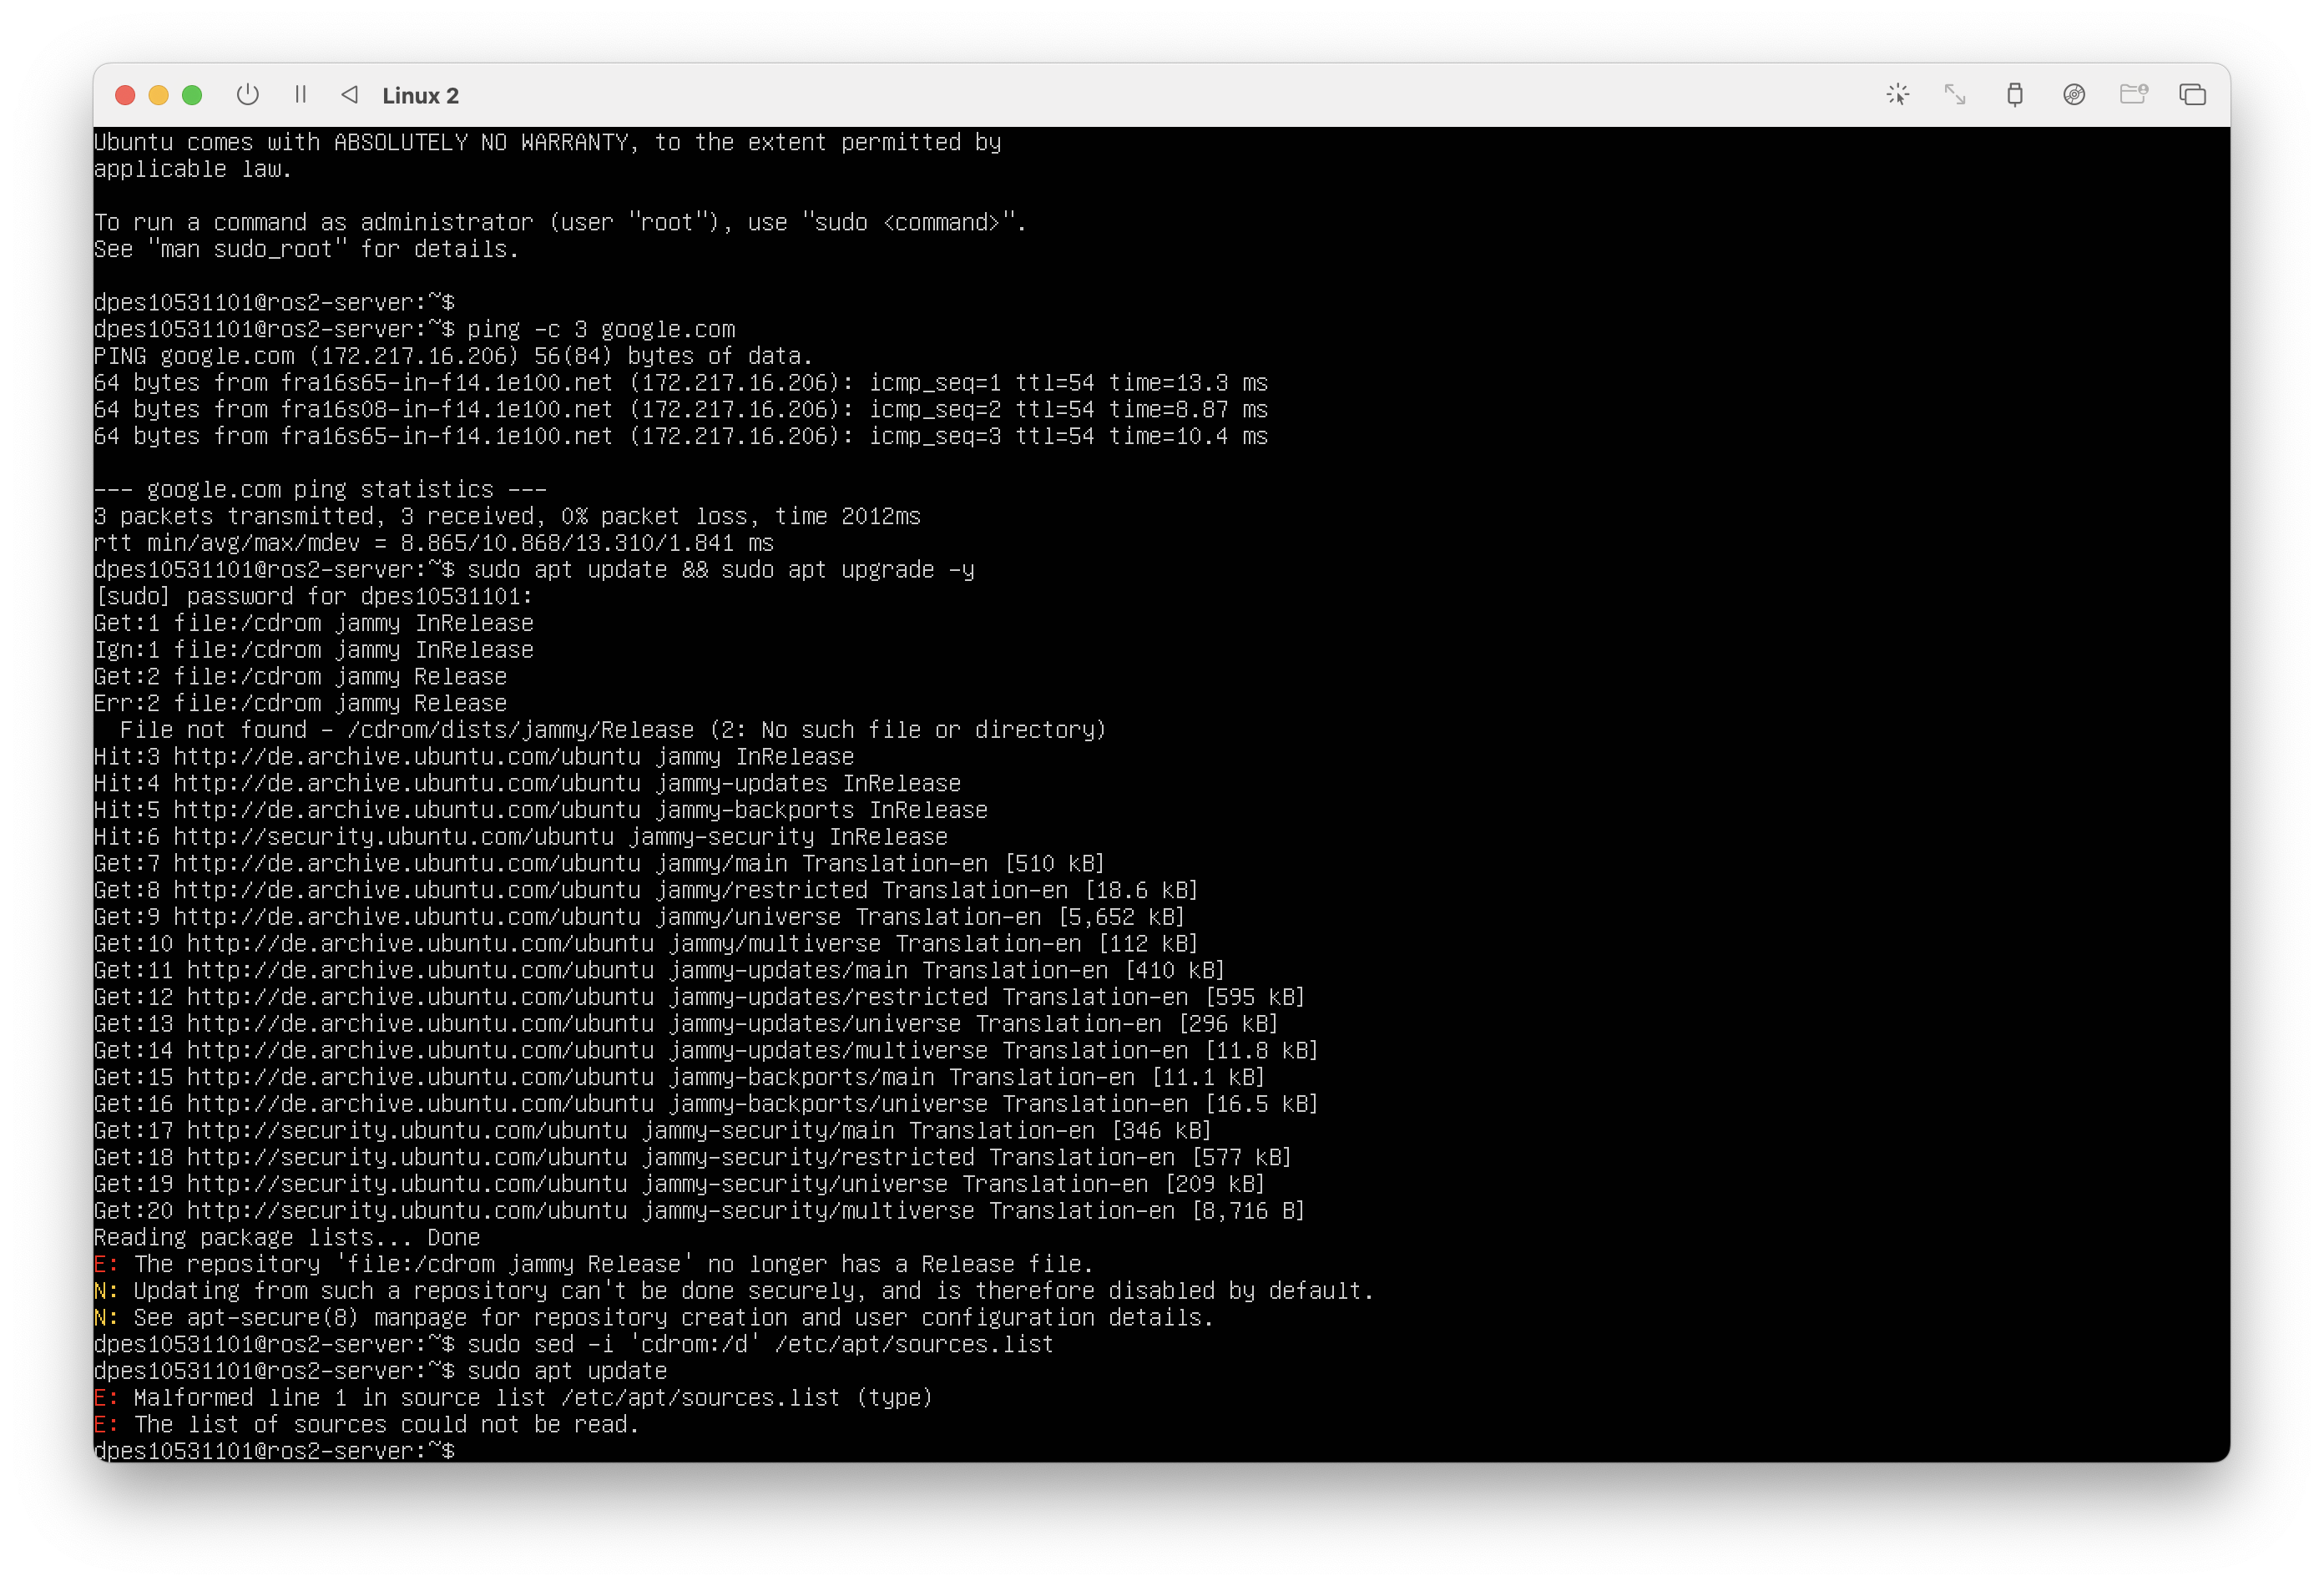 Linux 2
Ubuntu comes with ABSOLUTELY NO WARRANTY, to the extent permitted by
applicable law.
To run a command as administrator (user "root"), use "sudo <command>".
See "man sudo_root" for details.
dpes10531101@ros2-server:~$
dpes10531101@ros2-server:~$ ping -c 3 google.com
PING google.com (172.217.16.206) 56(84) bytes of data.
64 bytes from fra16s65-in-f14.1e100.net (172.217.16.206): icmp_seq=1 ttl=54 time=13.3 ms
64 bytes from fra16s08-in-f14.1e100.net (172.217.16.206): icmp_seq=2 ttl=54 time=8.87 ms
64 bytes from fra16s65-in-f14.1e100.net (172.217.16.206): icmp_seq=3 ttl=54 time=10.4 ms
--- google.com ping statistics ---
3 packets transmitted, 3 received, 0% packet loss, time 2012ms
rtt min/avg/max/mdev = 8.865/10.868/13.310/1.841 ms
dpes10531101@ros2-server:~$ sudo apt update && sudo apt upgrade -y
[sudo] password for dpes10531101:
Get:1 file:/cdrom jammy InRelease
Ign:1 file:/cdrom jammy InRelease
Get:2 file:/cdrom jammy Release
Err:2 file:/cdrom jammy Release
  File not found - /cdrom/dists/jammy/Release (2: No such file or directory)
Hit:3 http://de.archive.ubuntu.com/ubuntu jammy InRelease
Hit:4 http://de.archive.ubuntu.com/ubuntu jammy-updates InRelease
Hit:5 http://de.archive.ubuntu.com/ubuntu jammy-backports InRelease
Hit:6 http://security.ubuntu.com/ubuntu jammy-security InRelease
Get:7 http://de.archive.ubuntu.com/ubuntu jammy/main Translation-en [510 kB]
Get:8 http://de.archive.ubuntu.com/ubuntu jammy/restricted Translation-en [18.6 kB]
Get:9 http://de.archive.ubuntu.com/ubuntu jammy/universe Translation-en [5,652 kB]
Get:10 http://de.archive.ubuntu.com/ubuntu jammy/multiverse Translation-en [112 kB]
Get:11 http://de.archive.ubuntu.com/ubuntu jammy-updates/main Translation-en [410 kB]
Get:12 http://de.archive.ubuntu.com/ubuntu jammy-updates/restricted Translation-en [595 kB]
Get:13 http://de.archive.ubuntu.com/ubuntu jammy-updates/universe Translation-en [296 kB]
Get:14 http://de.archive.ubuntu.com/ubuntu jammy-updates/multiverse Translation-en [11.8 kB]
Get:15 http://de.archive.ubuntu.com/ubuntu jammy-backports/main Translation-en [11.1 kB]
Get:16 http://de.archive.ubuntu.com/ubuntu jammy-backports/universe Translation-en [16.5 kB]
Get:17 http://security.ubuntu.com/ubuntu jammy-security/main Translation-en [346 kB]
Get:18 http://security.ubuntu.com/ubuntu jammy-security/restricted Translation-en [577 kB]
Get:19 http://security.ubuntu.com/ubuntu jammy-security/universe Translation-en [209 kB]
Get:20 http://security.ubuntu.com/ubuntu jammy-security/multiverse Translation-en [8,716 B]
Reading package lists... Done
E: The repository 'file:/cdrom jammy Release' no longer has a Release file.
N: Updating from such a repository can't be done securely, and is therefore disabled by default.
N: See apt-secure(8) manpage for repository creation and user configuration details.
dpes10531101@ros2-server:~$ sudo sed -i 'cdrom:/d' /etc/apt/sources.list
dpes10531101@ros2-server:~$ sudo apt update
E: Malformed line 1 in source list /etc/apt/sources.list (type)
E: The list of sources could not be read.
dpes10531101@ros2-server:~$